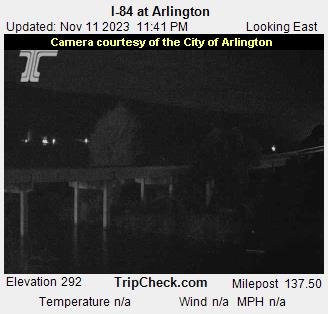 I-84 at Arlington
Updated: Nov 11 2023 11:41 PM Looking East
Camera courtesy of the City of Arlington
Elevation 292 TripCheck.com Milepost 137.50
Temperature n/a Wind n/a MPH n/a